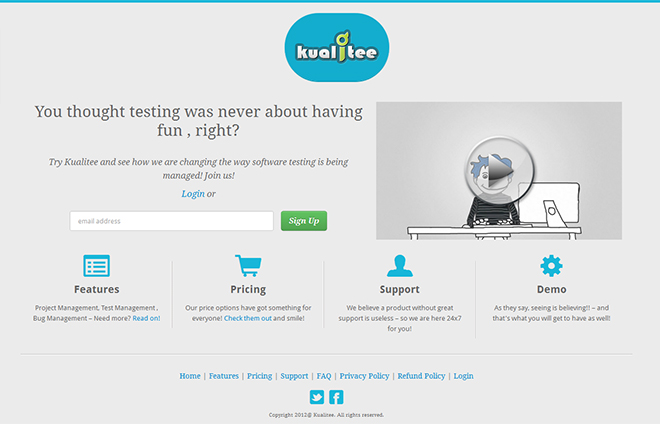 kualitee
You thought testing was never about having
fun , right?
Try Kualitee and see how we are changing the way software testing is being
managed! Join us!
Login or
email address
Sign Up
Features
Project Management, Test Management ,
Bug Management – Need more? Read on!
Pricing
Our price options have got something for
everyone! Check them out and smile!
Support
We believe a product without great
support is useless – so we are here 24x7
for you!
Demo
As they say, seeing is believing!! – and
that's what you will get to have as well!
Home | Features | Pricing | Support | FAQ | Privacy Policy | Refund Policy | Login
Copyright 2012@ Kualitee. All rights reserved.